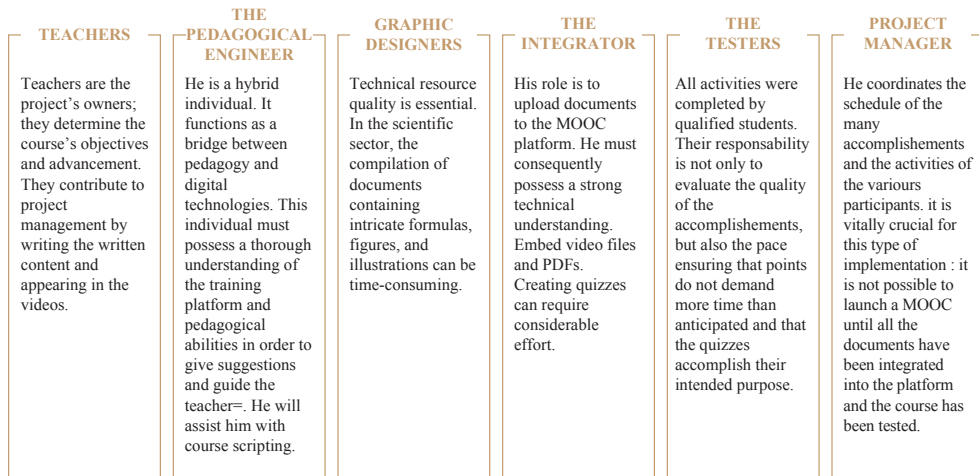 TEACHERS
Teachers are the
project's owners;
they determine the
course's objectives
and advancement.
They contribute to
project
management by
writing the written
content and
appearing in the
videos.
THE
PEDAGOGICAL
ENGINEER
He is a hybrid
individual. It
functions as a
bridge between
pedagogy and
digital
technologies. This
individual must
possess a thorough
understanding of
the training
platform and
pedagogical
abilities in order to
give suggestions
and guide the
teacher=. He will
assist him with
course scripting.
GRAPHIC
DESIGNERS
Technical resource
quality is essential.
In the scientific
sector, the
compilation of
documents
containing
intricate formulas,
figures, and
illustrations can be
time-consuming.
THE
INTEGRATOR
His role is to
upload documents
to the MOOC
platform. He must
consequently
possess a strong
technical
understanding.
Embed video files
and PDFs.
Creating quizzes
can require
considerable
effort.
THE
TESTERS
All activities were
completed by
qualified students.
Their responsability
is not only to
evaluate the quality
of the
accomplishments,
but also the pace
ensuring that points
do not demand
more time than
anticipated and that
the quizzes
accomplish their
intended purpose.
PROJECT
MANAGER
He coordinates the
schedule of the
many
accomplishments
and the activities of
the variours
participants. it is
vitally crucial for
this type of
implementation : it
is not possible to
launch a MOOC
until all the
documents have
been integrated
into the platform
and the course has
been tested.